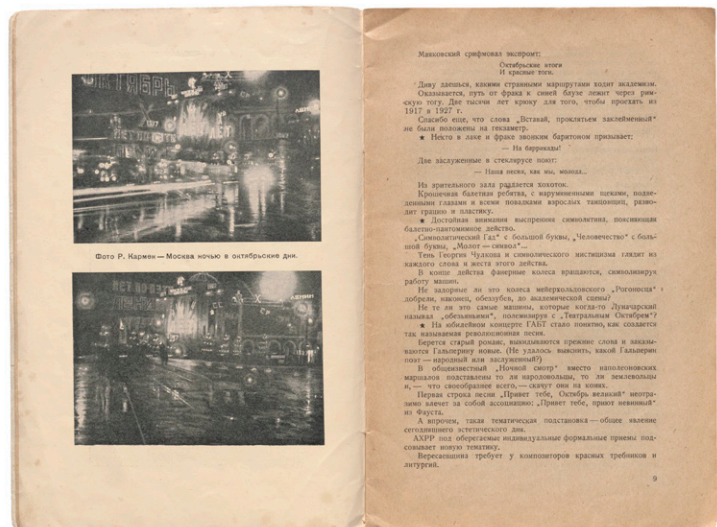 ОКТЯБРЬ
Фото Р. Кармен — Москва ночью в октябрьские дни.
ЛЕНИН
Маяковский срифмовал экспромт:
Октябрьские итоги
И красные тоги.
Диву даешься, какими странными маршрутами ходит академизм.
Оказывается, путь от фрака к синей блузе лежит через рим-
скую тогу. Две тысячи лет крюку для того, чтобы проехать из
1917 в 1927 г.
Спасибо еще, что слова „Вставай, проклятьем заклейменный“
не были положены на гекзаметр.
★ Некто в лаке и фраке звонким баритоном призывает:
— На баррикады!
Две заслуженные в стеклярусе поют:
— Наша песня, как мы, молода...
Из зрительного зала раздается хохоток.
Крошечная балетная ребятва, с нарумяненными щеками, подве-
денными глазами и всеми повадками взрослых танцовщиц, разво-
дит грацию и пластику.
★ Достойная внимания выспренняя символятина, поясняющая
балетно-пантомимное действо.
„Символитический Гад“ с большой буквы, „Человечество“ с боль-
шой буквы, „Молот — символ“...
Тень Георгия Чулкова и символического мистицизма глядит из
каждого слова и жеста этого действа.
В конце действа фанерные колеса вращаются, символизируя
работу машин.
Не задорные ли это колеса мейерхольдовского „Рогоносца“
добрели, наконец, обеззубев, до академической сцены?
Не то ли это самые машины, которые когда-то Луначарский
называл „обезьяньими“, полемизируя с „Театральным Октябрем“?
★ На юбилейном концерте ГАБТ стало понятно, как создается
так называемая революционная песня.
Берется старый романс, выкидываются прежние слова и заказы-
ваются Гальперину новые. (Не удалось выяснить, какой Гальперин
поэт — народный или заслуженный?)
В общеизвестный „Ночной смотр“ вместо наполеоновских
маршалов подставлены то ли народовольцы, то ли землевольцы
и, — что своеобразнее всего, — скачут они на конях.
Первая строка песни „Привет тебе, Октябрь великий“ неотра-
зимо влечет за собой ассоциацию: „Привет тебе, приют невинный“
из Фауста.
А впрочем, такая тематическая подстановка — общее явление
сегодняшнего эстетического дня.
АХРР под оберегаемые индивидуальные формальные приемы под-
совывает новую тематику.
Вересаевщина требует у композиторов красных требников и
литургий.
9